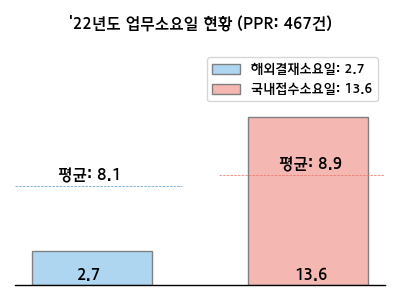 '22년도 업무소요일 현황 (PPR: 467건)
해외결재소요일: 2.7
국내접수소요일: 13.6
평균: 8.1
평균: 8.9
2.7
13.6